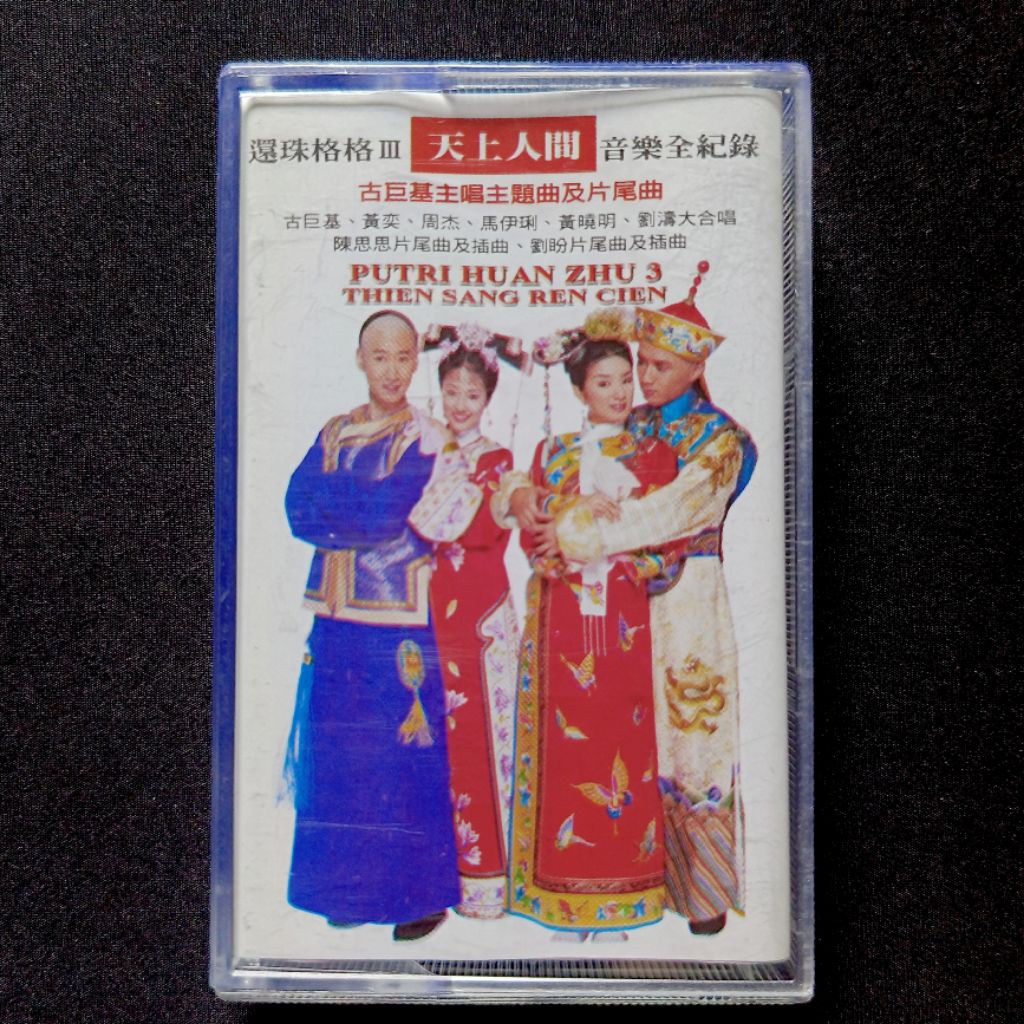 還珠格格III 天上人間 音樂全紀錄
古巨基主唱主題曲及片尾曲
古巨基、黃奕、周杰、馬伊琍、黃曉明、劉濤大合唱
陳思思片尾曲及插曲、劉盼片尾曲及插曲
PUTRI HUAN ZHU 3
THIEN SANG REN CIEN